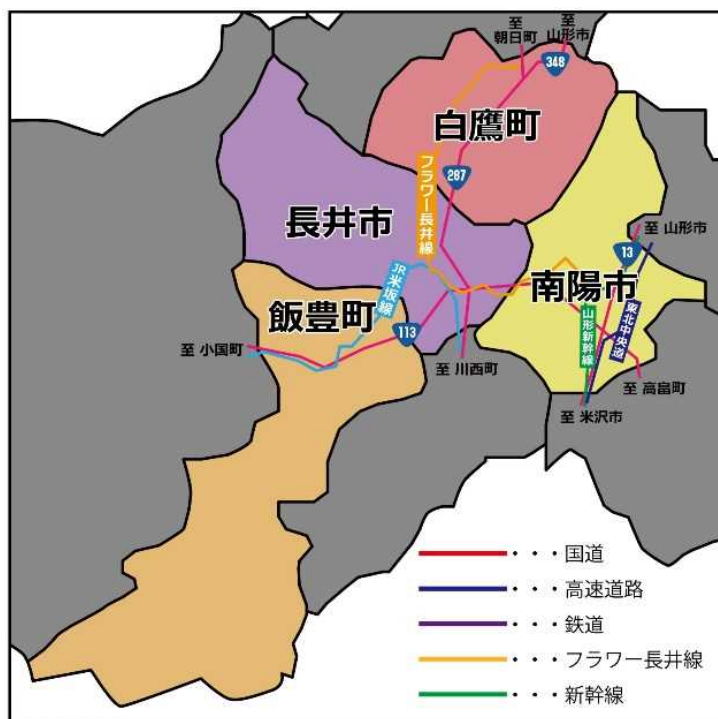 至
朝日町
至
山形市
348
白鷹町
287
フラワー長井線
長井市
至 山形市
13
南陽市
JR米坂線
飯豊町
東北中央道
山形新幹線
113
至 小国町
至 川西町
至 高畠町
至 米沢市
・・・国道
・・・高速道路
・・・鉄道
・・・フラワー長井線
・・・新幹線